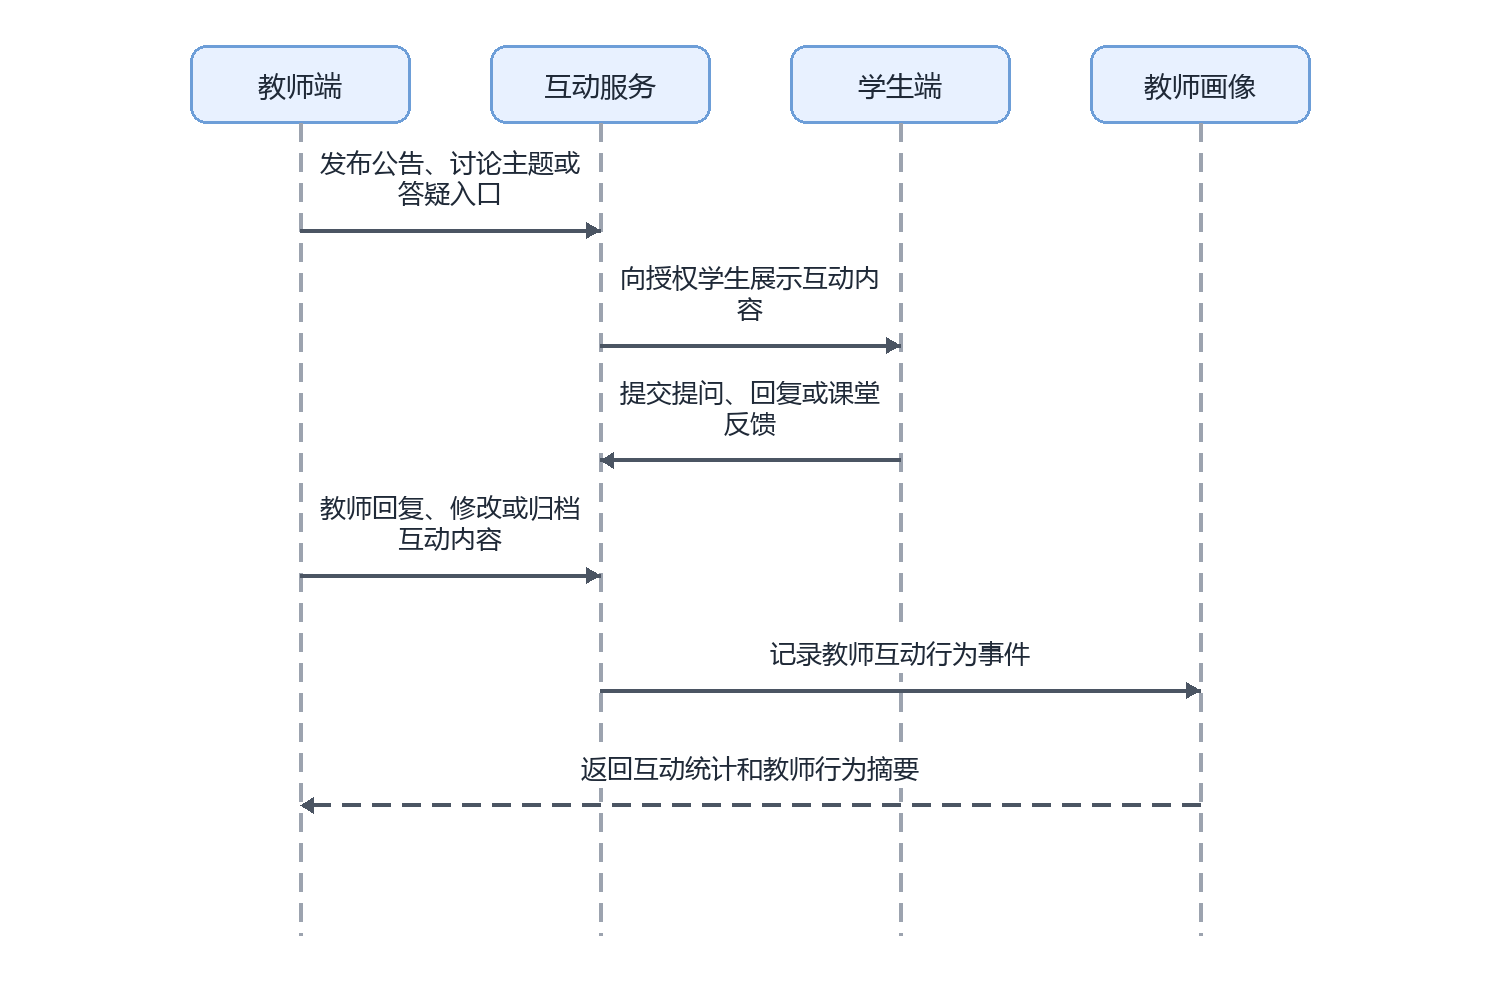 教师端
互动服务
学生端
教师画像
发布公告、讨论主题或
答疑入口
向授权学生展示互动内
容
提交提问、回复或课堂
反馈
教师回复、修改或归档
互动内容
记录教师互动行为事件
返回互动统计和教师行为摘要